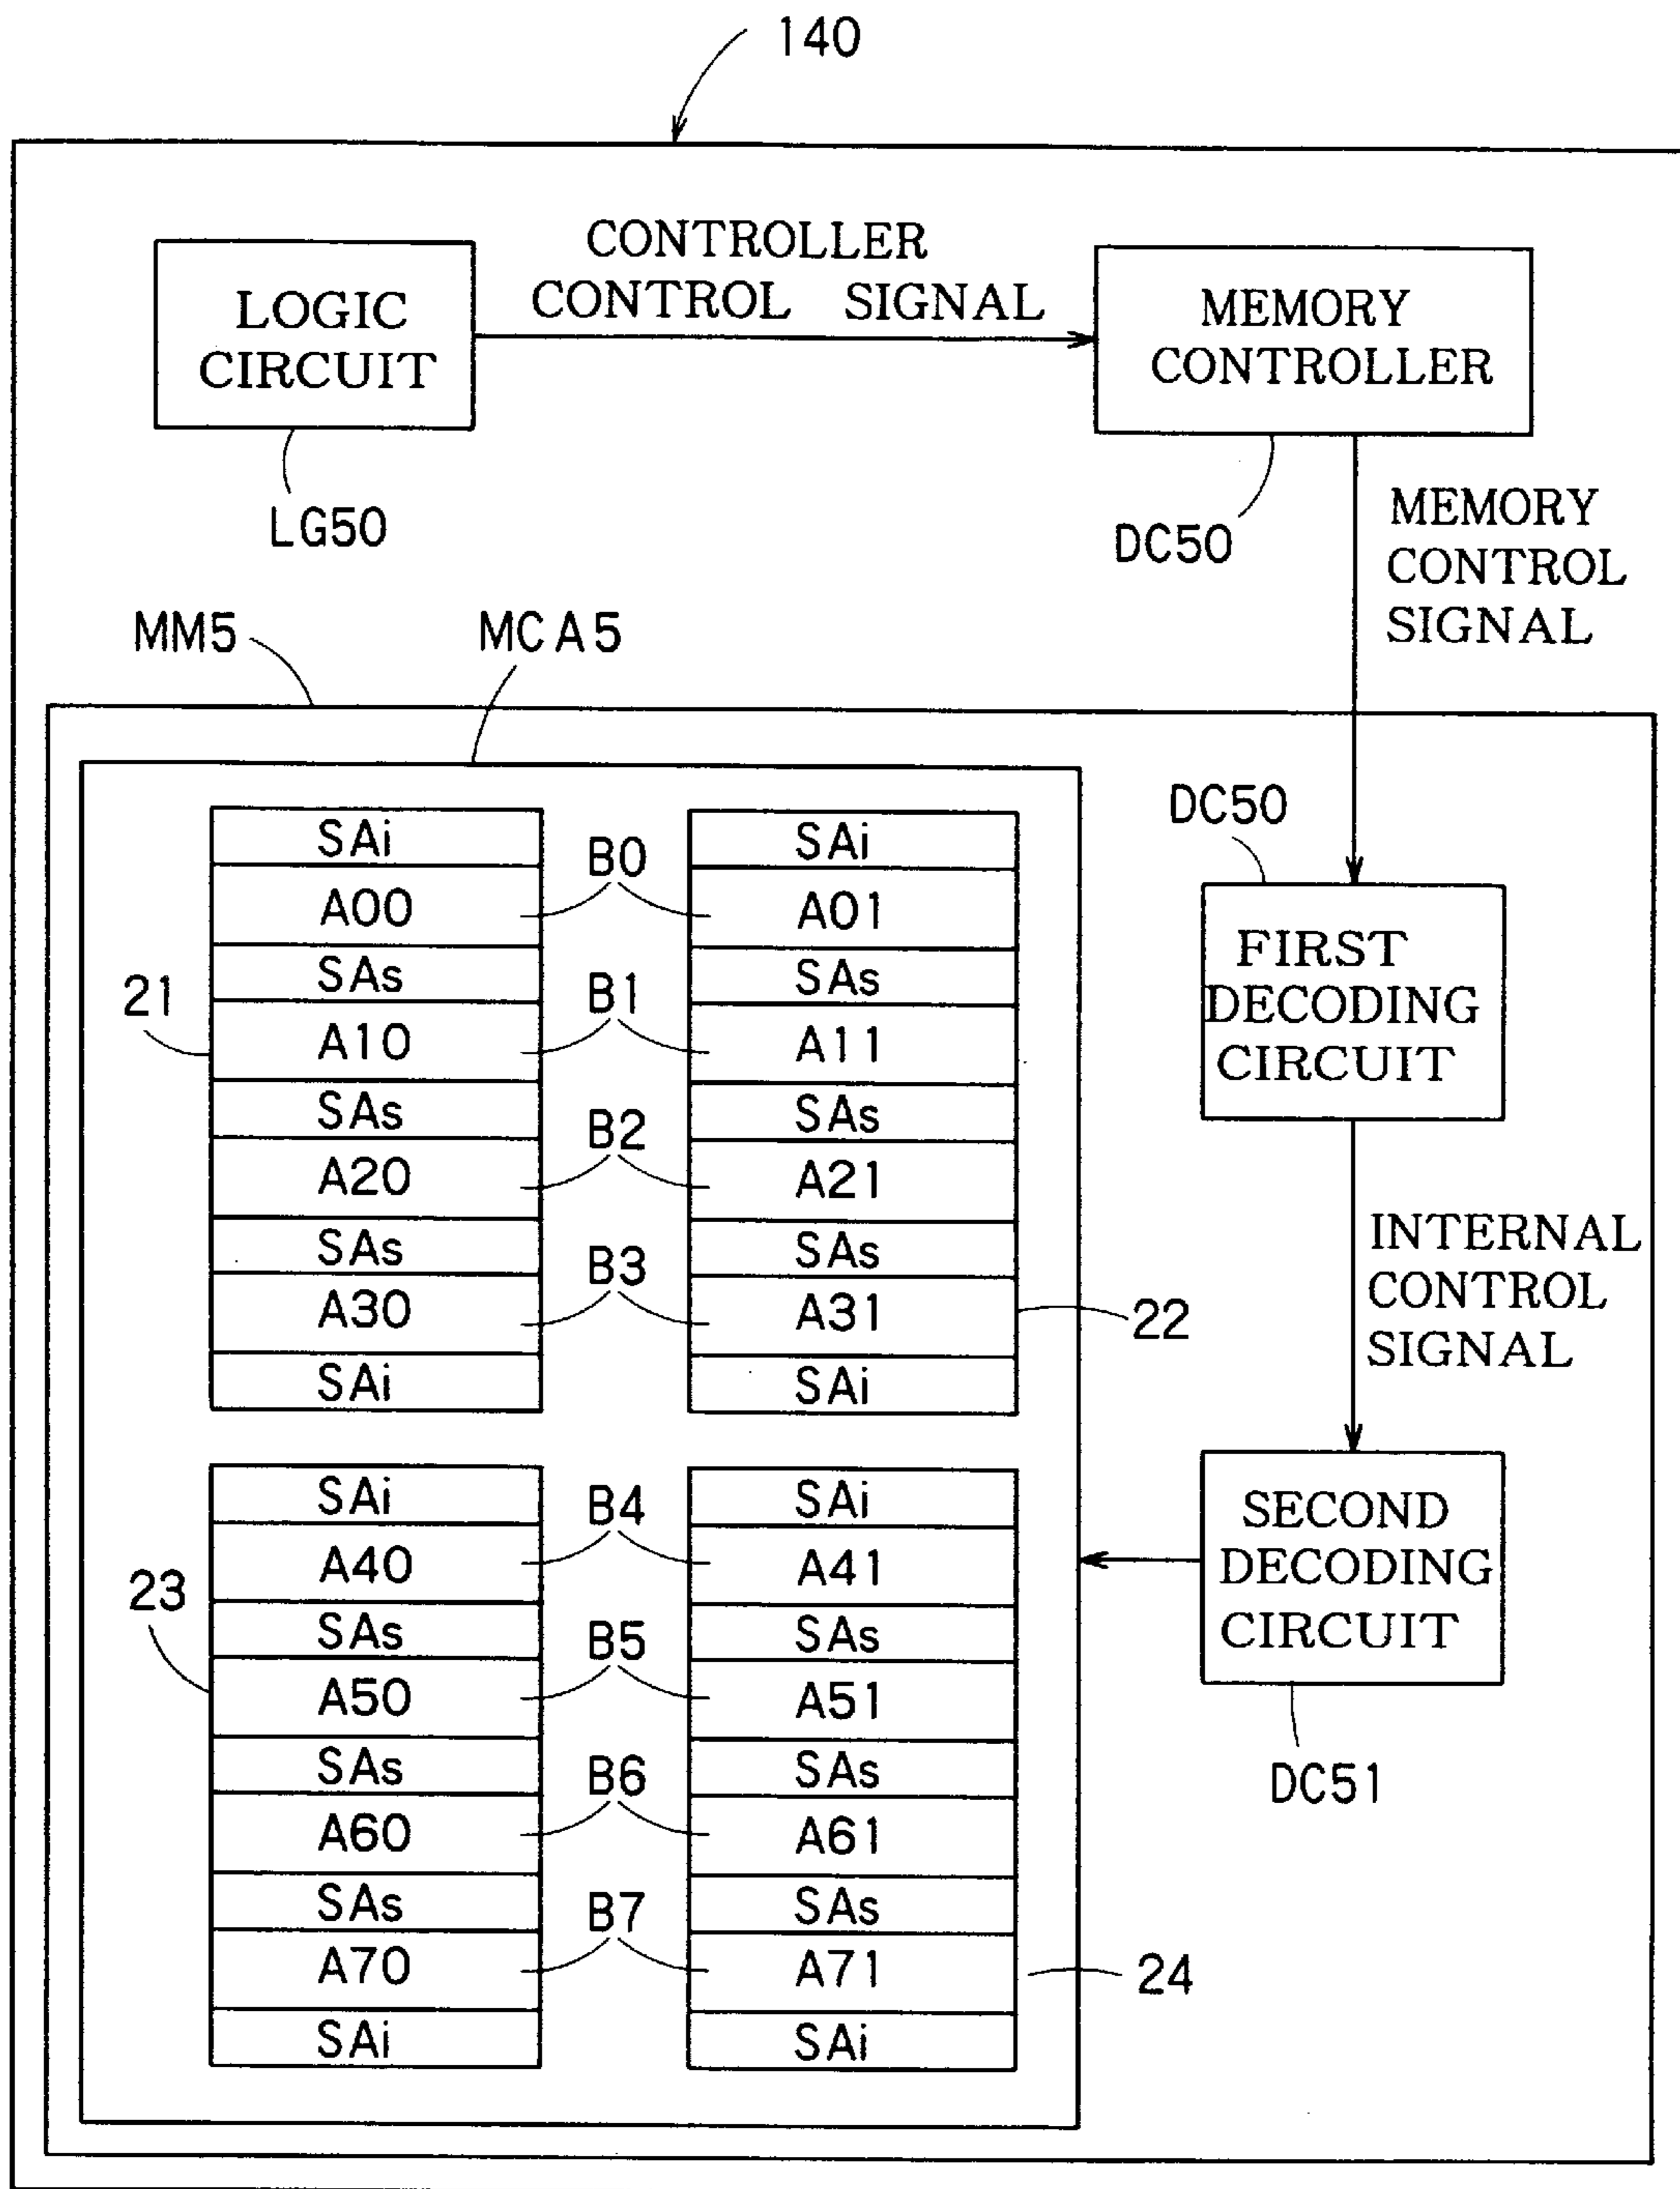 140
CONTROLLER
CONTROL SIGNAL
LOGIC
CIRCUIT
MEMORY
CONTROLLER
LG50
DC50
MEMORY
CONTROL
SIGNAL
MM5
MCA5
DC50
FIRST
DECODING
CIRCUIT
INTERNAL
CONTROL
SIGNAL
SECOND
DECODING
CIRCUIT
DC51
21
SAi
A00
SAs
A10
SAs
A20
SAs
A30
SAi
B0
B1
B2
B3
SAi
A01
SAs
A11
SAs
A21
SAs
A31
SAi
22
23
SAi
A40
SAs
A50
SAs
A60
SAs
A70
SAi
B4
B5
B6
B7
SAi
A41
SAs
A51
SAs
A61
SAs
A71
SAi
24